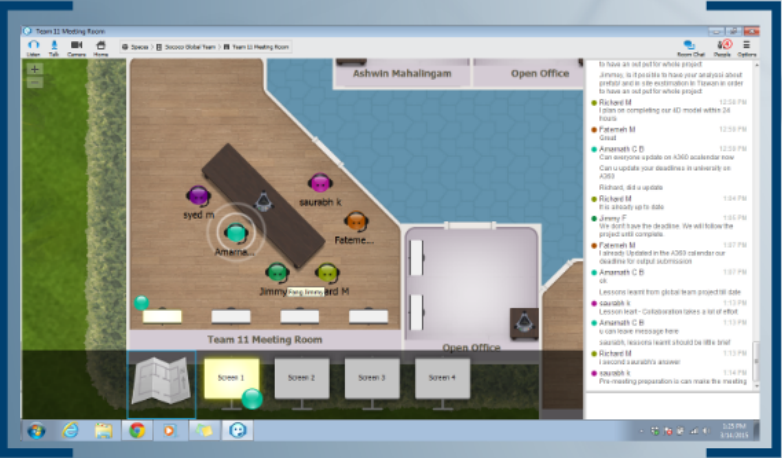 Team 11 Meeting Room
Listen
Talk
Camera
Home
Spaces > Sococo Global Team > Team 11 Meeting Room
Room Chat
People
Options
Ashwin Mahalingam
Open Office
syed m
saurabh k
Fateme...
Amarna...
Jimmy
Pang Jimmy
rd M
Team 11 Meeting Room
Open Office
Screen 1
Screen 2
Screen 3
Screen 4
to have an out put for whole project
Jimmy, is it possible to have your analysis about
prefab and in site estimation in Taiwan in order
to have an out put for whole project
Richard M 12:58 PM
I plan on completing our 4D model within 24
hours
Fatemeh M 12:59 PM
Great
Amarnath C B 12:59 PM
Can everyone update on A360 acalendar now
Can u update your deadlines in university on
A360
Richard, did u update
Richard M 1:04 PM
It is already up to date
Jimmy F 1:05 PM
We don't have the deadline. We will follow the
project until complete.
Fatemeh M 1:07 PM
I already Updated in the A360 calendar our
deadline for output submission
Amarnath C B 1:07 PM
ok
Lessons learnt from global team project till date
saurabh k 1:13 PM
Lesson leart - Collaboration takes a lot of effort
Amarnath C B 1:13 PM
u can leave message here
saurabh, lessons learnt should be little brief
Richard M 1:13 PM
I second saurabh's answer
saurabh k 1:14 PM
Pre-meeting preparation is can make the meeting
1:25 PM
3/16/2015